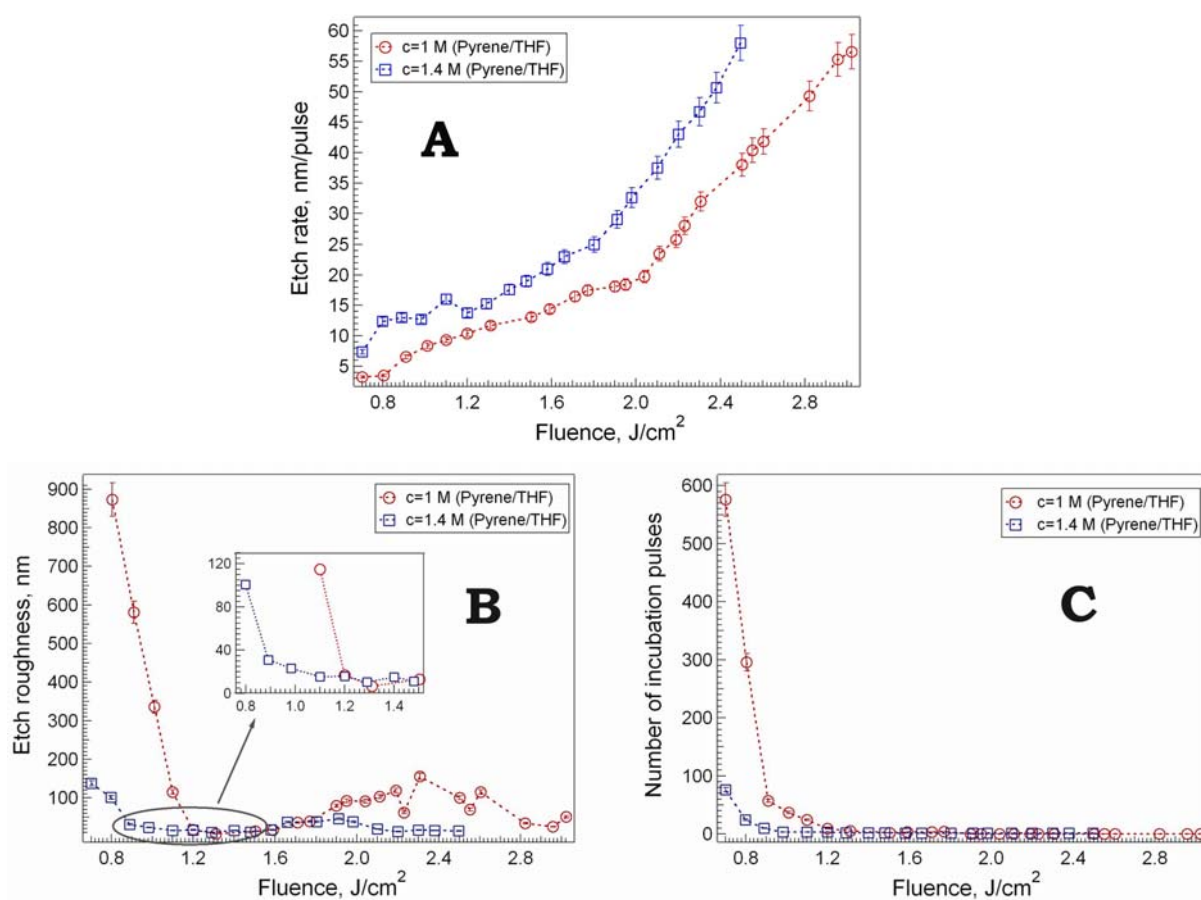 60
55
50
45
40
35
30
25
20
15
10
5
Etch rate, nm/pulse
c=1 M (Pyrene/THF)
c=1.4 M (Pyrene/THF)
A
0.8 1.2 1.6 2.0 2.4 2.8
Fluence, J/cm²
900
800
700
600
500
400
300
200
100
Etch roughness, nm
c=1 M (Pyrene/THF)
c=1.4 M (Pyrene/THF)
120
80
40
0
0.8 1.0 1.2 1.4
B
0.8 1.2 1.6 2.0 2.4 2.8
Fluence, J/cm²
600
500
400
300
200
100
0
Number of incubation pulses
c=1 M (Pyrene/THF)
c=1.4 M (Pyrene/THF)
C
0.8 1.2 1.6 2.0 2.4 2.8
Fluence, J/cm²